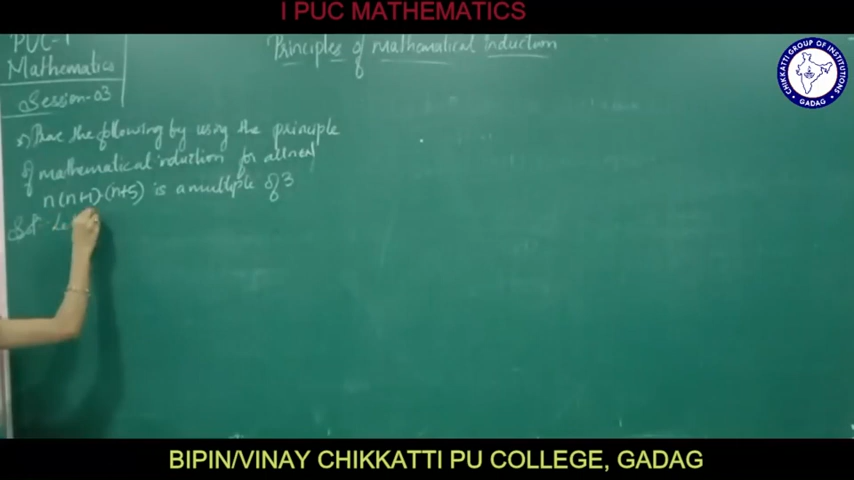 I PUC MATHEMATICS
PUC-I
Mathematics
Session-03
Principles of mathematical Induction
CHIKKATTI GROUP OF INSTITUTIONS
GADAG
Prove the following by using the principle
of mathematical induction for all n∈N
n(n+1)(n+5) is a multiple of 3
Sol Le
BIPIN/VINAY CHIKKATTI PU COLLEGE, GADAG